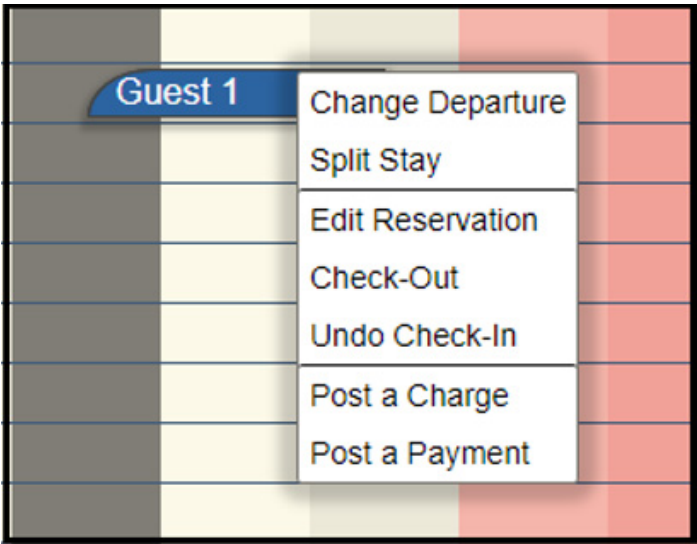 Guest 1
Change Departure
Split Stay
Edit Reservation
Check-Out
Undo Check-In
Post a Charge
Post a Payment